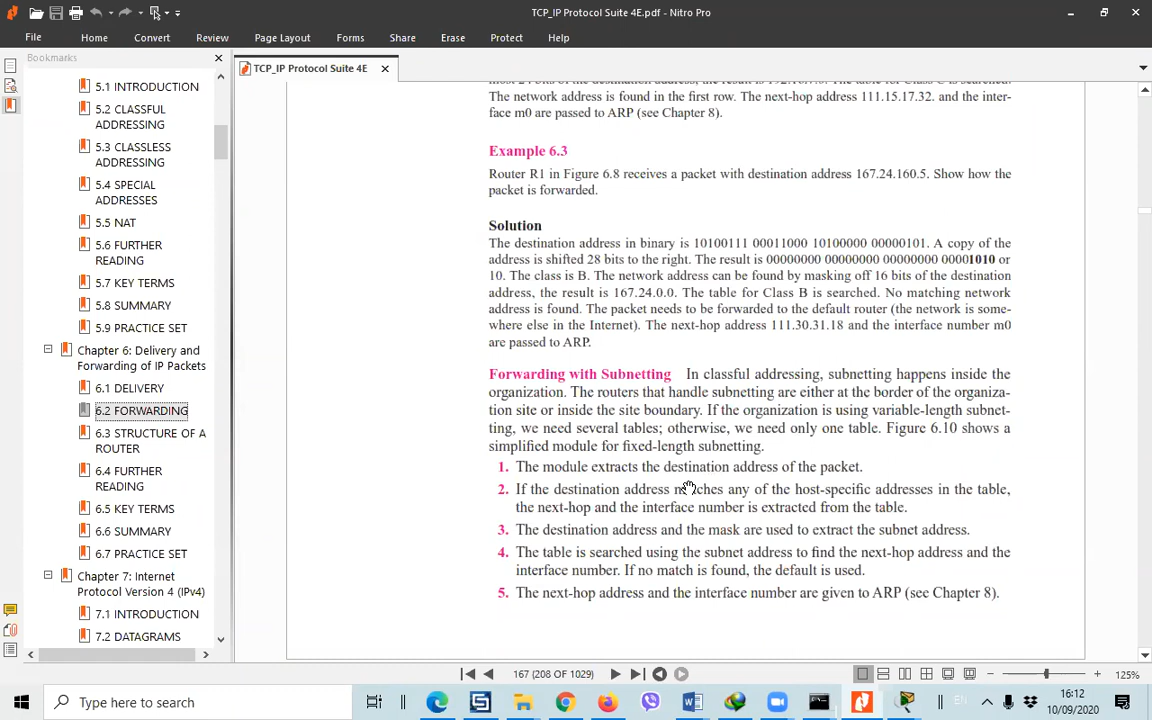 TCP_IP Protocol Suite 4E.pdf - Nitro Pro
File Home Convert Review Page Layout Forms Share Erase Protect Help
Bookmarks
TCP_IP Protocol Suite 4E
5.1 INTRODUCTION
5.2 CLASSFUL
ADDRESSING
5.3 CLASSLESS
ADDRESSING
5.4 SPECIAL
ADDRESSES
5.5 NAT
5.6 FURTHER
READING
5.7 KEY TERMS
5.8 SUMMARY
5.9 PRACTICE SET
Chapter 6: Delivery and
Forwarding of IP Packets
6.1 DELIVERY
6.2 FORWARDING
6.3 STRUCTURE OF A
ROUTER
6.4 FURTHER
READING
6.5 KEY TERMS
6.6 SUMMARY
6.7 PRACTICE SET
Chapter 7: Internet
Protocol Version 4 (IPv4)
7.1 INTRODUCTION
7.2 DATAGRAMS
The network address is found in the first row. The next-hop address 111.15.17.32. and the inter-
face m0 are passed to ARP (see Chapter 8).
Example 6.3
Router R1 in Figure 6.8 receives a packet with destination address 167.24.160.5. Show how the
packet is forwarded.
Solution
The destination address in binary is 10100111 00011000 10100000 00000101. A copy of the
address is shifted 28 bits to the right. The result is 00000000 00000000 00000000 00001010 or
10. The class is B. The network address can be found by masking off 16 bits of the destination
address, the result is 167.24.0.0. The table for Class B is searched. No matching network
address is found. The packet needs to be forwarded to the default router (the network is some-
where else in the Internet). The next-hop address 111.30.31.18 and the interface number m0
are passed to ARP.
Forwarding with Subnetting In classful addressing, subnetting happens inside the
organization. The routers that handle subnetting are either at the border of the organiza-
tion site or inside the site boundary. If the organization is using variable-length subnet-
ting, we need several tables; otherwise, we need only one table. Figure 6.10 shows a
simplified module for fixed-length subnetting.
1. The module extracts the destination address of the packet.
2. If the destination address matches any of the host-specific addresses in the table,
the next-hop and the interface number is extracted from the table.
3. The destination address and the mask are used to extract the subnet address.
4. The table is searched using the subnet address to find the next-hop address and the
interface number. If no match is found, the default is used.
5. The next-hop address and the interface number are given to ARP (see Chapter 8).
167 (208 of 1029)
125%
Type here to search
EN
16:12
10/09/2020